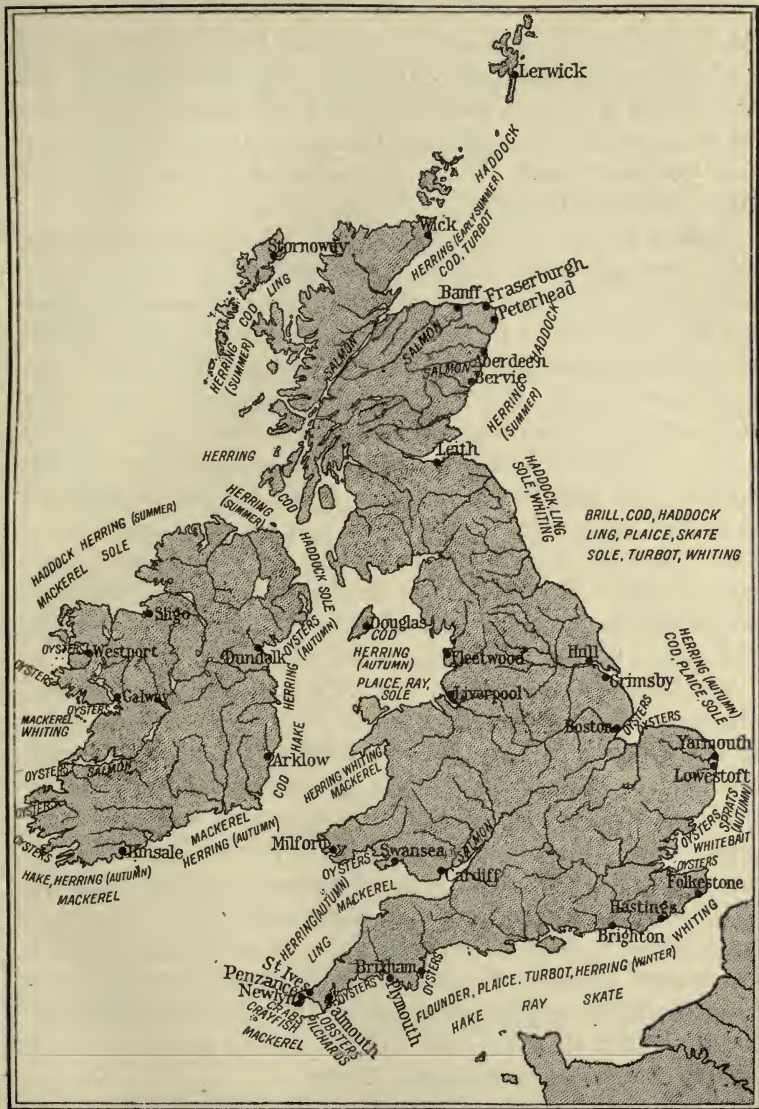 Lerwick
HADDOCK
HERRING (EARLY SUMMER)
COD, TURBOT
Wick
Stornoway
LING
COD
HERRING
(SUMMER)
Banff
Fraserburgh
Peterhead
SALMON
SALMON
SALMON
Aberdeen
Bervie
HADDOCK
HERRING
(SUMMER)
HERRING
COD
Leith
HADDOCK, LING
SOLE, WHITING
HERRING
(SUMMER)
HADDOCK SOLE
BRILL, COD, HADDOCK
LING, PLAICE, SKATE
SOLE, TURBOT, WHITING
HADDOCK HERRING (SUMMER)
MACKEREL SOLE
Sligo
OYSTERS
Westport
OYSTERS
Dundalk
OYSTERS
HERRING (AUTUMN)
Douglas
COD
HERRING
(AUTUMN)
PLAICE, RAY,
SOLE
Fleetwood
Hull
Grimsby
HERRING (AUTUMN)
COD, PLAICE, SOLE
Galway
OYSTERS
Liverpool
MACKEREL
WHITING
Boston
OYSTERS
OYSTERS
Yarmouth
Lowestoft
Arklow
COD HAKE
HERRING WHITING
MACKEREL
OYSTERS
SALMON
OYSTERS
OYSTERS
Kinsale
MACKEREL
HERRING (AUTUMN)
HAKE, HERRING (AUTUMN)
MACKEREL
Milford
OYSTERS
Swansea
SALMON
Cardiff
SPRATS
(AUTUMN)
OYSTERS
WHITEBAIT
OYSTERS
Folkestone
Hastings
Brighton
WHITING
HERRING (AUTUMN)
MACKEREL
LING
St. Ives
Penzance
Newlyn
CRABS
CRAYFISH
LOBSTERS
PILCHARDS
MACKEREL
Falmouth
OYSTERS
Plymouth
Brixham
OYSTERS
FLOUNDER, PLAICE. TURBOT, HERRING (WINTER)
HAKE RAY SKATE